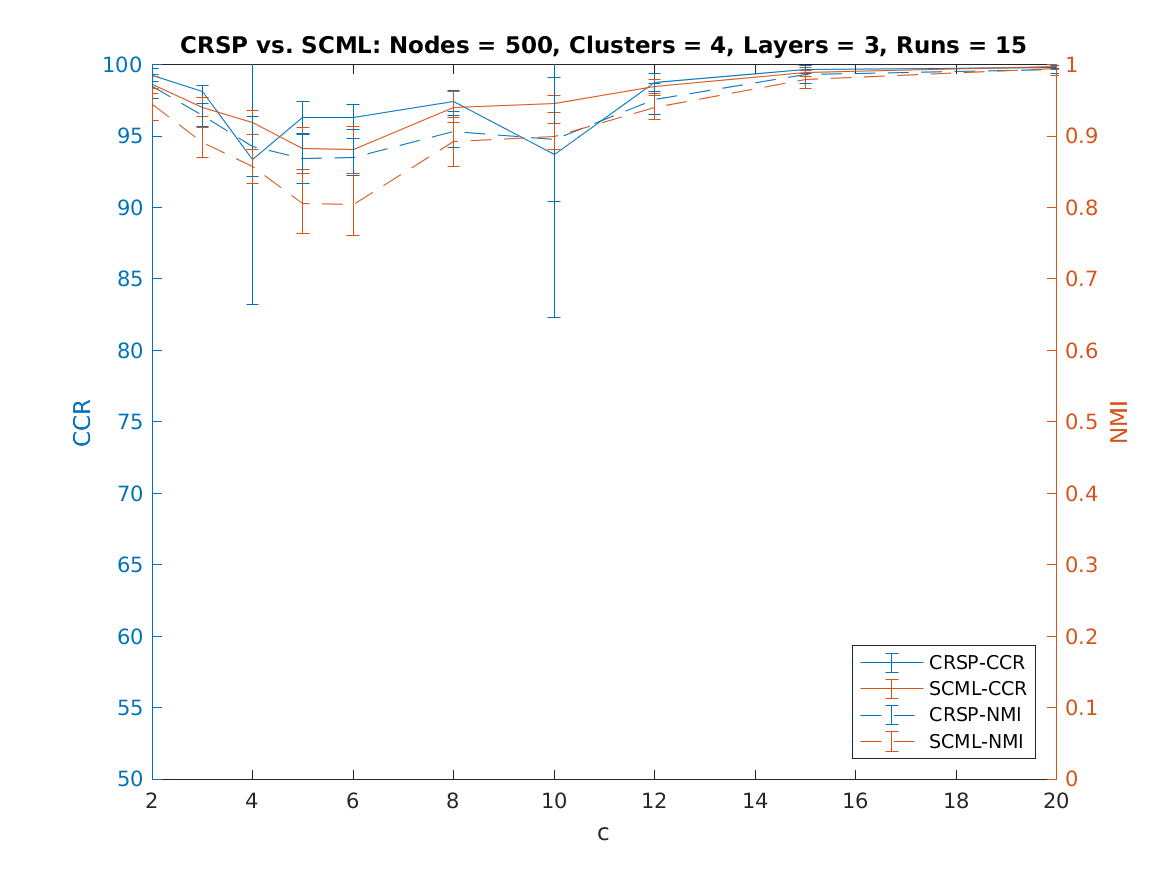 CRSP vs. SCML: Nodes = 500, Clusters = 4, Layers = 3, Runs = 15
100
95
90
85
80
75
70
65
60
55
50
CCR
1
0.9
0.8
0.7
0.6
0.5
0.4
0.3
0.2
0.1
0
NMI
CRSP-CCR
SCML-CCR
CRSP-NMI
SCML-NMI
2 4 6 8 10 12 14 16 18 20
c